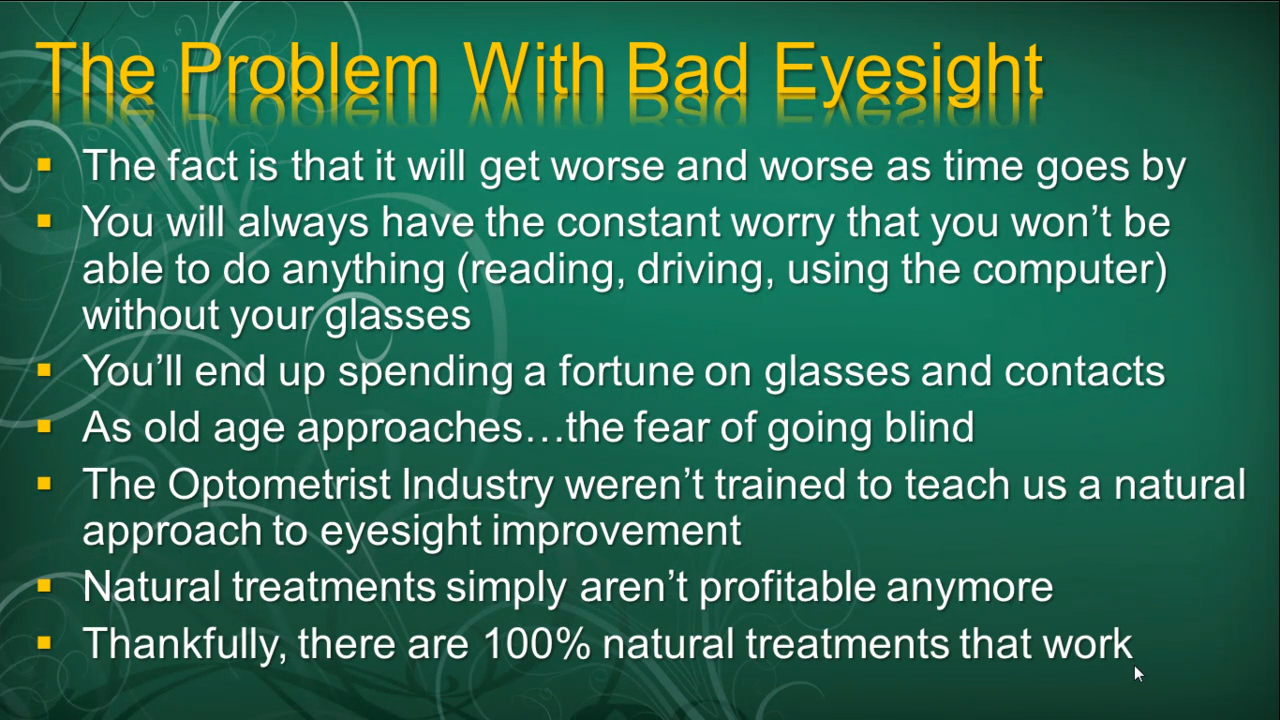 The Problem With Bad Eyesight
The fact is that it will get worse and worse as time goes by
You will always have the constant worry that you won’t be
able to do anything (reading, driving, using the computer)
without your glasses
You’ll end up spending a fortune on glasses and contacts
As old age approaches…the fear of going blind
The Optometrist Industry weren’t trained to teach us a natural
approach to eyesight improvement
Natural treatments simply aren’t profitable anymore
Thankfully, there are 100% natural treatments that work